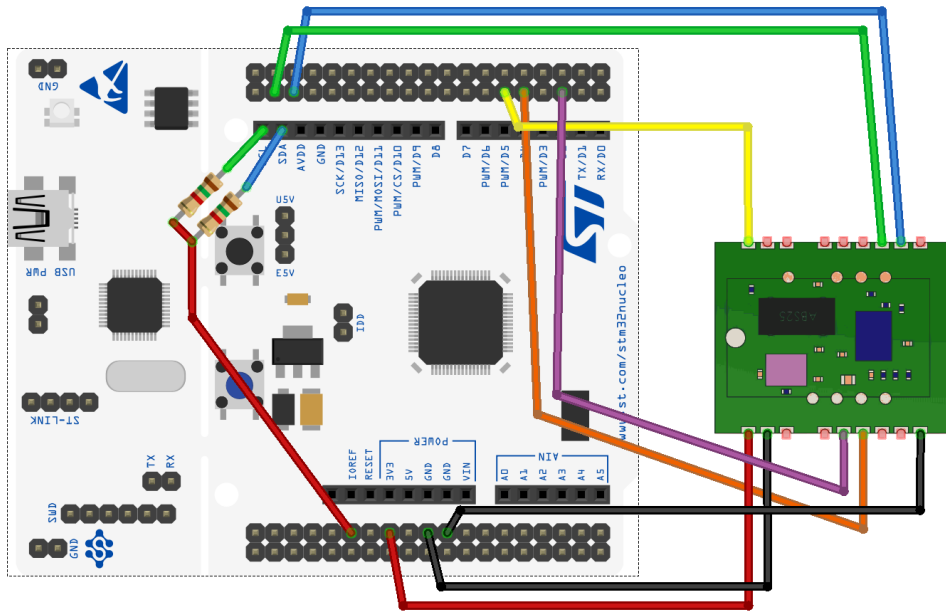 GND
SDA
AVDD
GND
SCK/D13
MISO/D12
PWM/MOSI/D11
PWM/CS/D10
PWM/D9
D8
D7
PWM/D6
PWM/D5
PWM/D3
TX/D1
RX/D0
U5V
E5V
USB PWR
ST
IDD
www.st.com/stm32nucleo
ST-LINK
POWER
AIN
IOREF
RESET
3V3
5V
GND
GND
VIN
A0
A1
A2
A3
A4
A5
TX
RX
SWD
GND